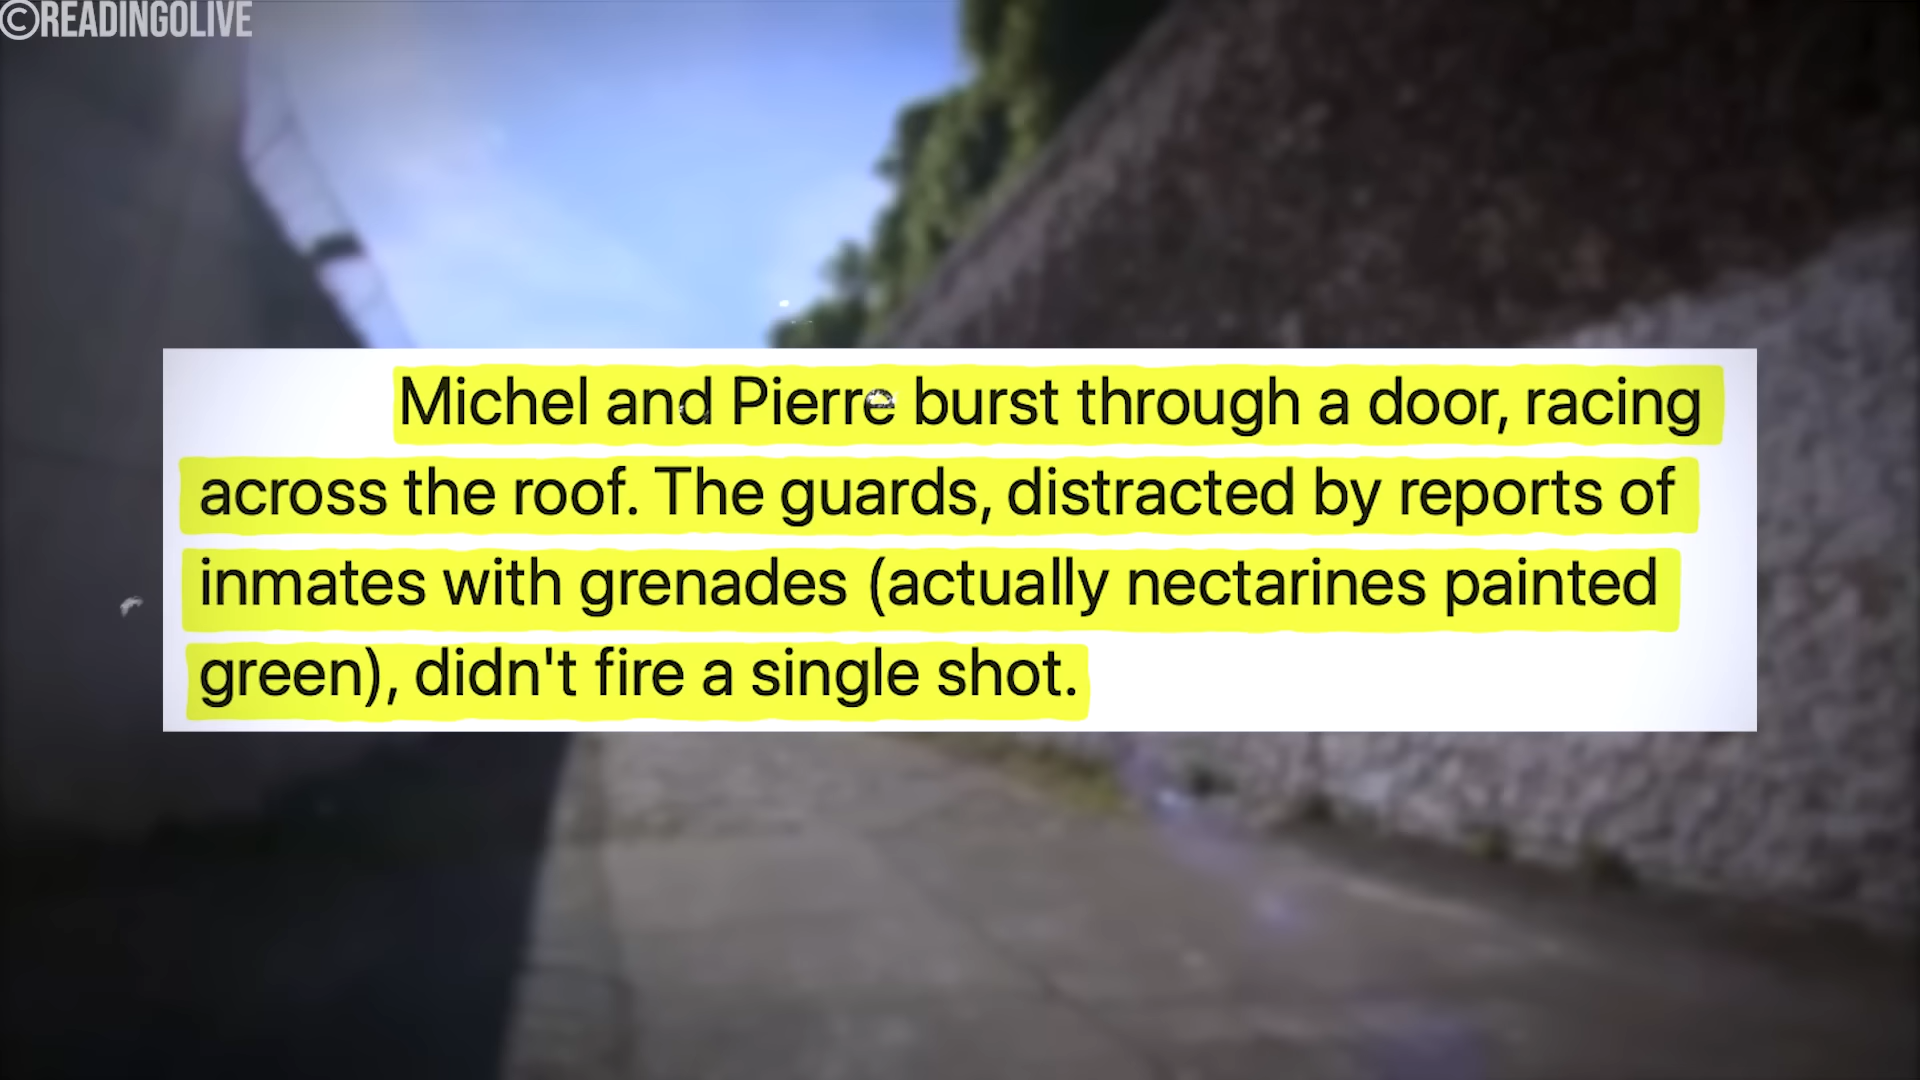 ©READINGOLIVE
Michel and Pierre burst through a door, racing
across the roof. The guards, distracted by reports of
inmates with grenades (actually nectarines painted
green), didn't fire a single shot.